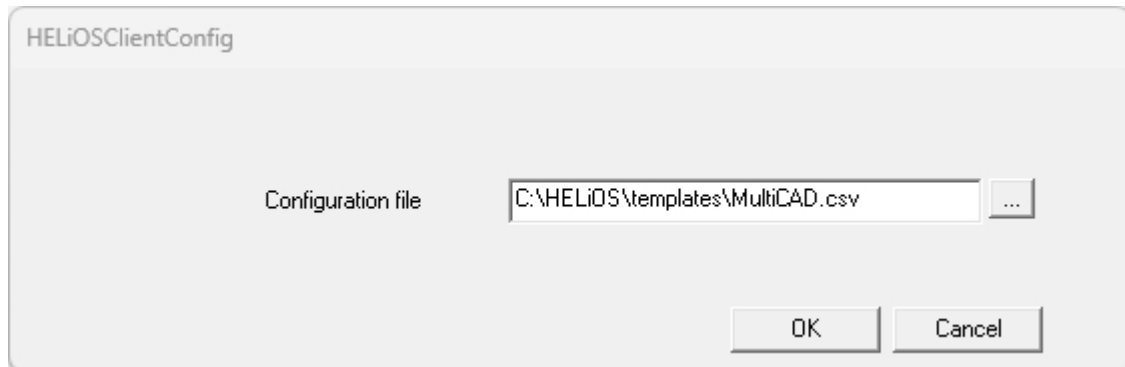 HELiOSClientConfig
Configuration file C:\HELiOS\templates\MultiCAD.csv ...
OK Cancel